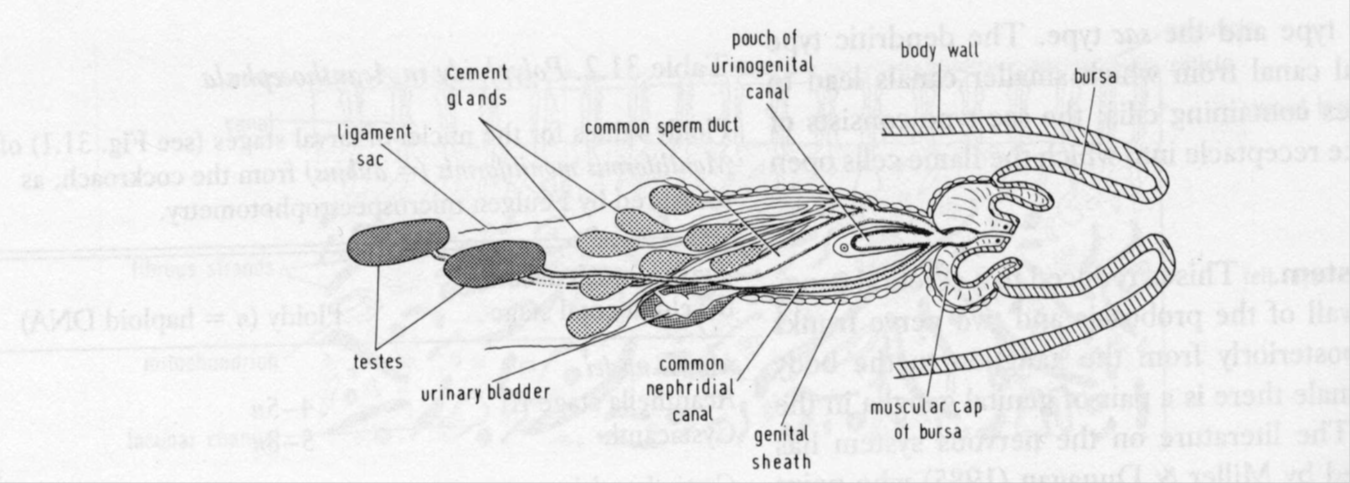 pouch of
urinogenital
canal
body wall
bursa
cement
glands
common sperm duct
ligament
sac
testes
urinary bladder
common
nephridial
canal
genital
sheath
muscular cap
of bursa